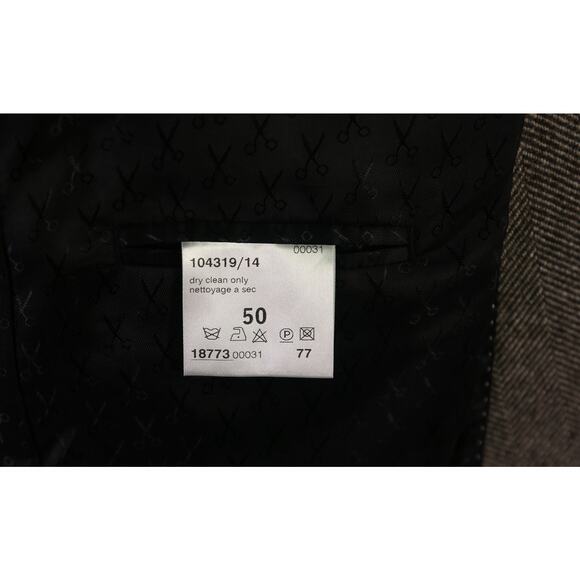 00031
104319/14
dry clean only
nettoyage a sec
50
P
18773 00031 77